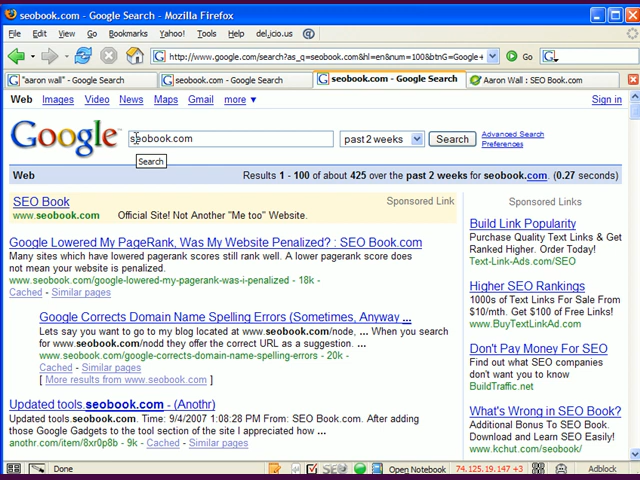 seobook.com - Google Search - Mozilla Firefox
File Edit View Go Bookmarks Yahoo! Tools del.icio.us Help
http://www.google.com/search?as_q=seobook.com&hl=en&num=100&btnG=Google+ Go
"aaron wall" - Google Search seobook.com - Google Search seobook.com - Google Search Aaron Wall : SEO Book.com
Web Images Video News Maps Gmail more ▼ Sign in
Google seobook.com past 2 weeks Search Advanced Search
Preferences
Search
Web Results 1 - 100 of about 425 over the past 2 weeks for seobook.com. (0.27 seconds)
SEO Book Sponsored Link
www.seobook.com Official Site! Not Another "Me too" Website.
Google Lowered My PageRank, Was My Website Penalized? : SEO Book.com
Many sites which have lowered pagerank scores still rank well. A lower pagerank score does
not mean your website is penalized.
www.seobook.com/google-lowered-my-pagerank-was-i-penalized - 18k -
Cached - Similar pages
Google Corrects Domain Name Spelling Errors (Sometimes, Anyway ...
Lets say you want to go to my blog located at www.seobook.com/node, ... When you search
for www.seobook.com/nodd they offer the correct URL as a suggestion. ...
www.seobook.com/google-corrects-domain-name-spelling-errors - 20k -
Cached - Similar pages
[ More results from www.seobook.com ]
Updated tools.seobook.com - (Anothr)
Updated tools.seobook.com. Time: 9/4/2007 1:08:28 PM From: SEO Book.com. After adding
those Google Gadgets to the tool section of the site I appreciated how ...
anothr.com/item/8xr0p8b - 9k - Cached - Similar pages
Sponsored Links
Build Link Popularity
Purchase Quality Text Links & Get
Ranked Higher. Order Today!
Text-Link-Ads.com/SEO
Higher SEO Rankings
1000s of Text Links For Sale From
$10/mth. Get $100 of Free Links!
www.BuyTextLinkAd.com
Don't Pay Money For SEO
Find out what SEO companies
don't want you to know
BuildTraffic.net
What's Wrong in SEO Book?
Additional Bonus To SEO Book.
Download and Learn SEO Easily!
www.kchut.com/seobook/
Done SEO Open Notebook 74.125.19.147 +3 Adblock